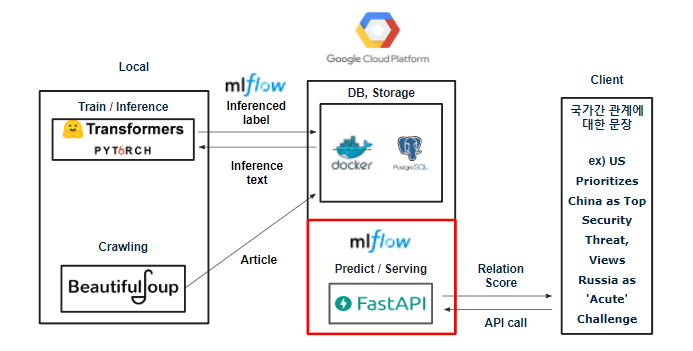 Google Cloud Platform
Local
mlflow
DB, Storage
Client
Train / Inference
Transformers
PYTORCH
Inferenced
label
Inference
text
docker
PostgreSQL
국가간 관계에
대한 문장
ex) US
Prioritizes
China as Top
Security
Threat,
Views
Russia as
'Acute'
Challenge
Crawling
BeautifulSoup
Article
mlflow
Predict / Serving
FastAPI
Relation
Score
API call